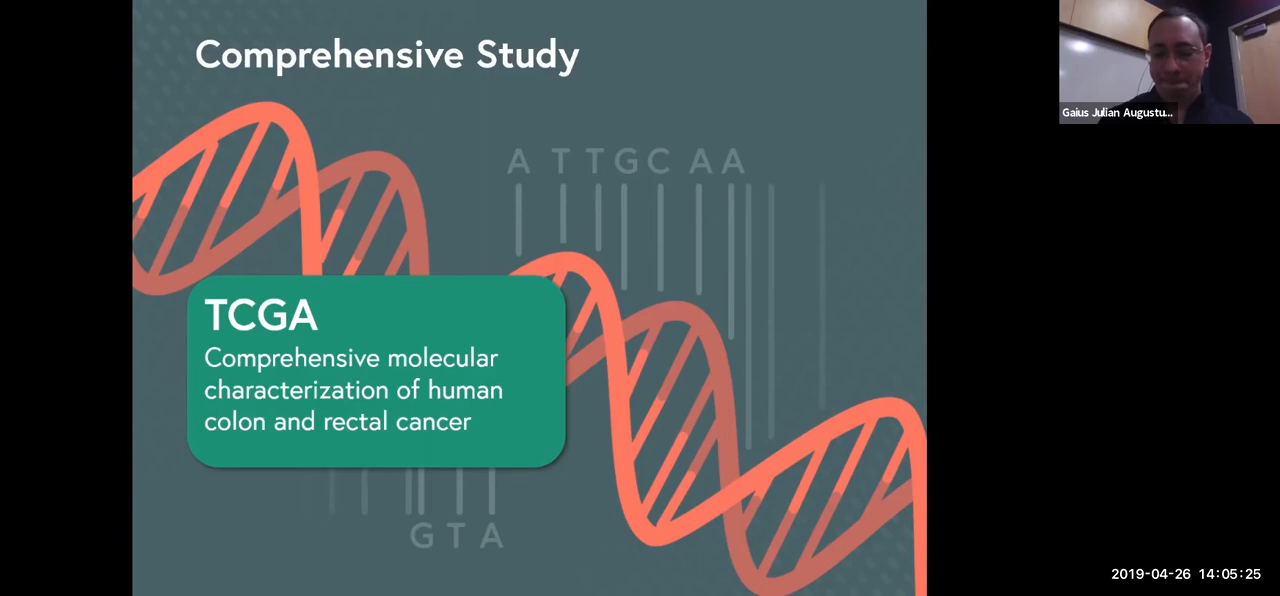 Comprehensive Study
A T T G C A A
TCGA
Comprehensive molecular
characterization of human
colon and rectal cancer
G T A
Gaius Julian Augustu...
2019-04-26 14:05:25